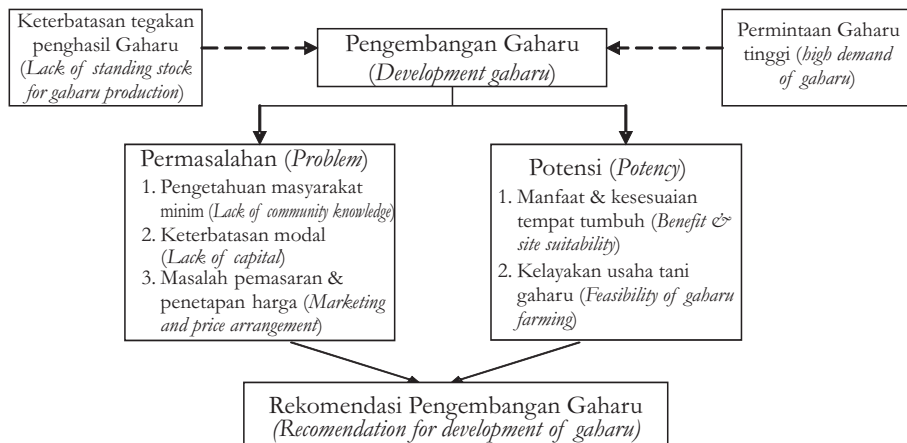 Keterbatasan tegakan
penghasil Gaharu
(Lack of standing stock
for gaharu production)
Pengembangan Gaharu
(Development gaharu)
Permintaan Gaharu
tinggi (high demand
of gaharu)
Permasalahan (Problem)
1. Pengetahuan masyarakat
minim (Lack of community knowledge)
2. Keterbatasan modal
(Lack of capital)
3. Masalah pemasaran &
penetapan harga (Marketing
and price arrangement)
Potensi (Potency)
1. Manfaat & kesesuaian
tempat tumbuh (Benefit &
site suitability)
2. Kelayakan usaha tani
gaharu (Feasibility of gaharu
farming)
Rekomendasi Pengembangan Gaharu
(Recomendation for development of gaharu)